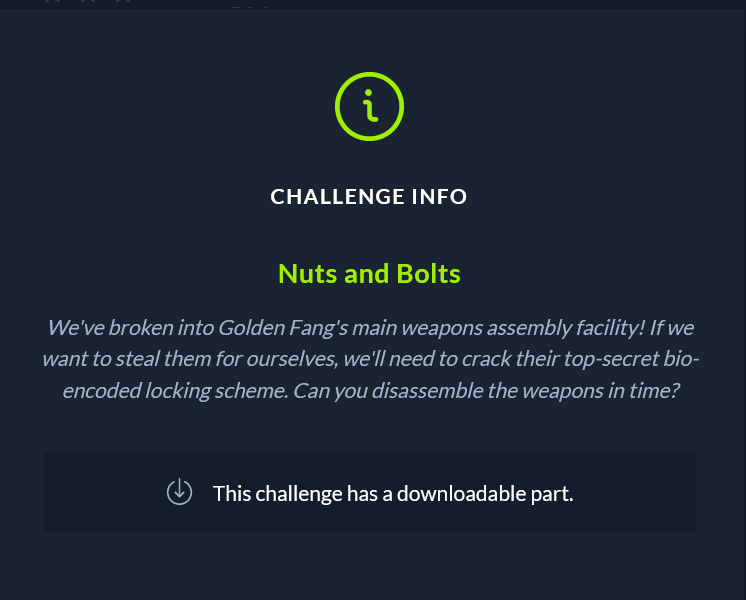 CHALLENGE INFO
Nuts and Bolts
We've broken into Golden Fang's main weapons assembly facility! If we
want to steal them for ourselves, we'll need to crack their top-secret bio-
encoded locking scheme. Can you disassemble the weapons in time?
This challenge has a downloadable part.